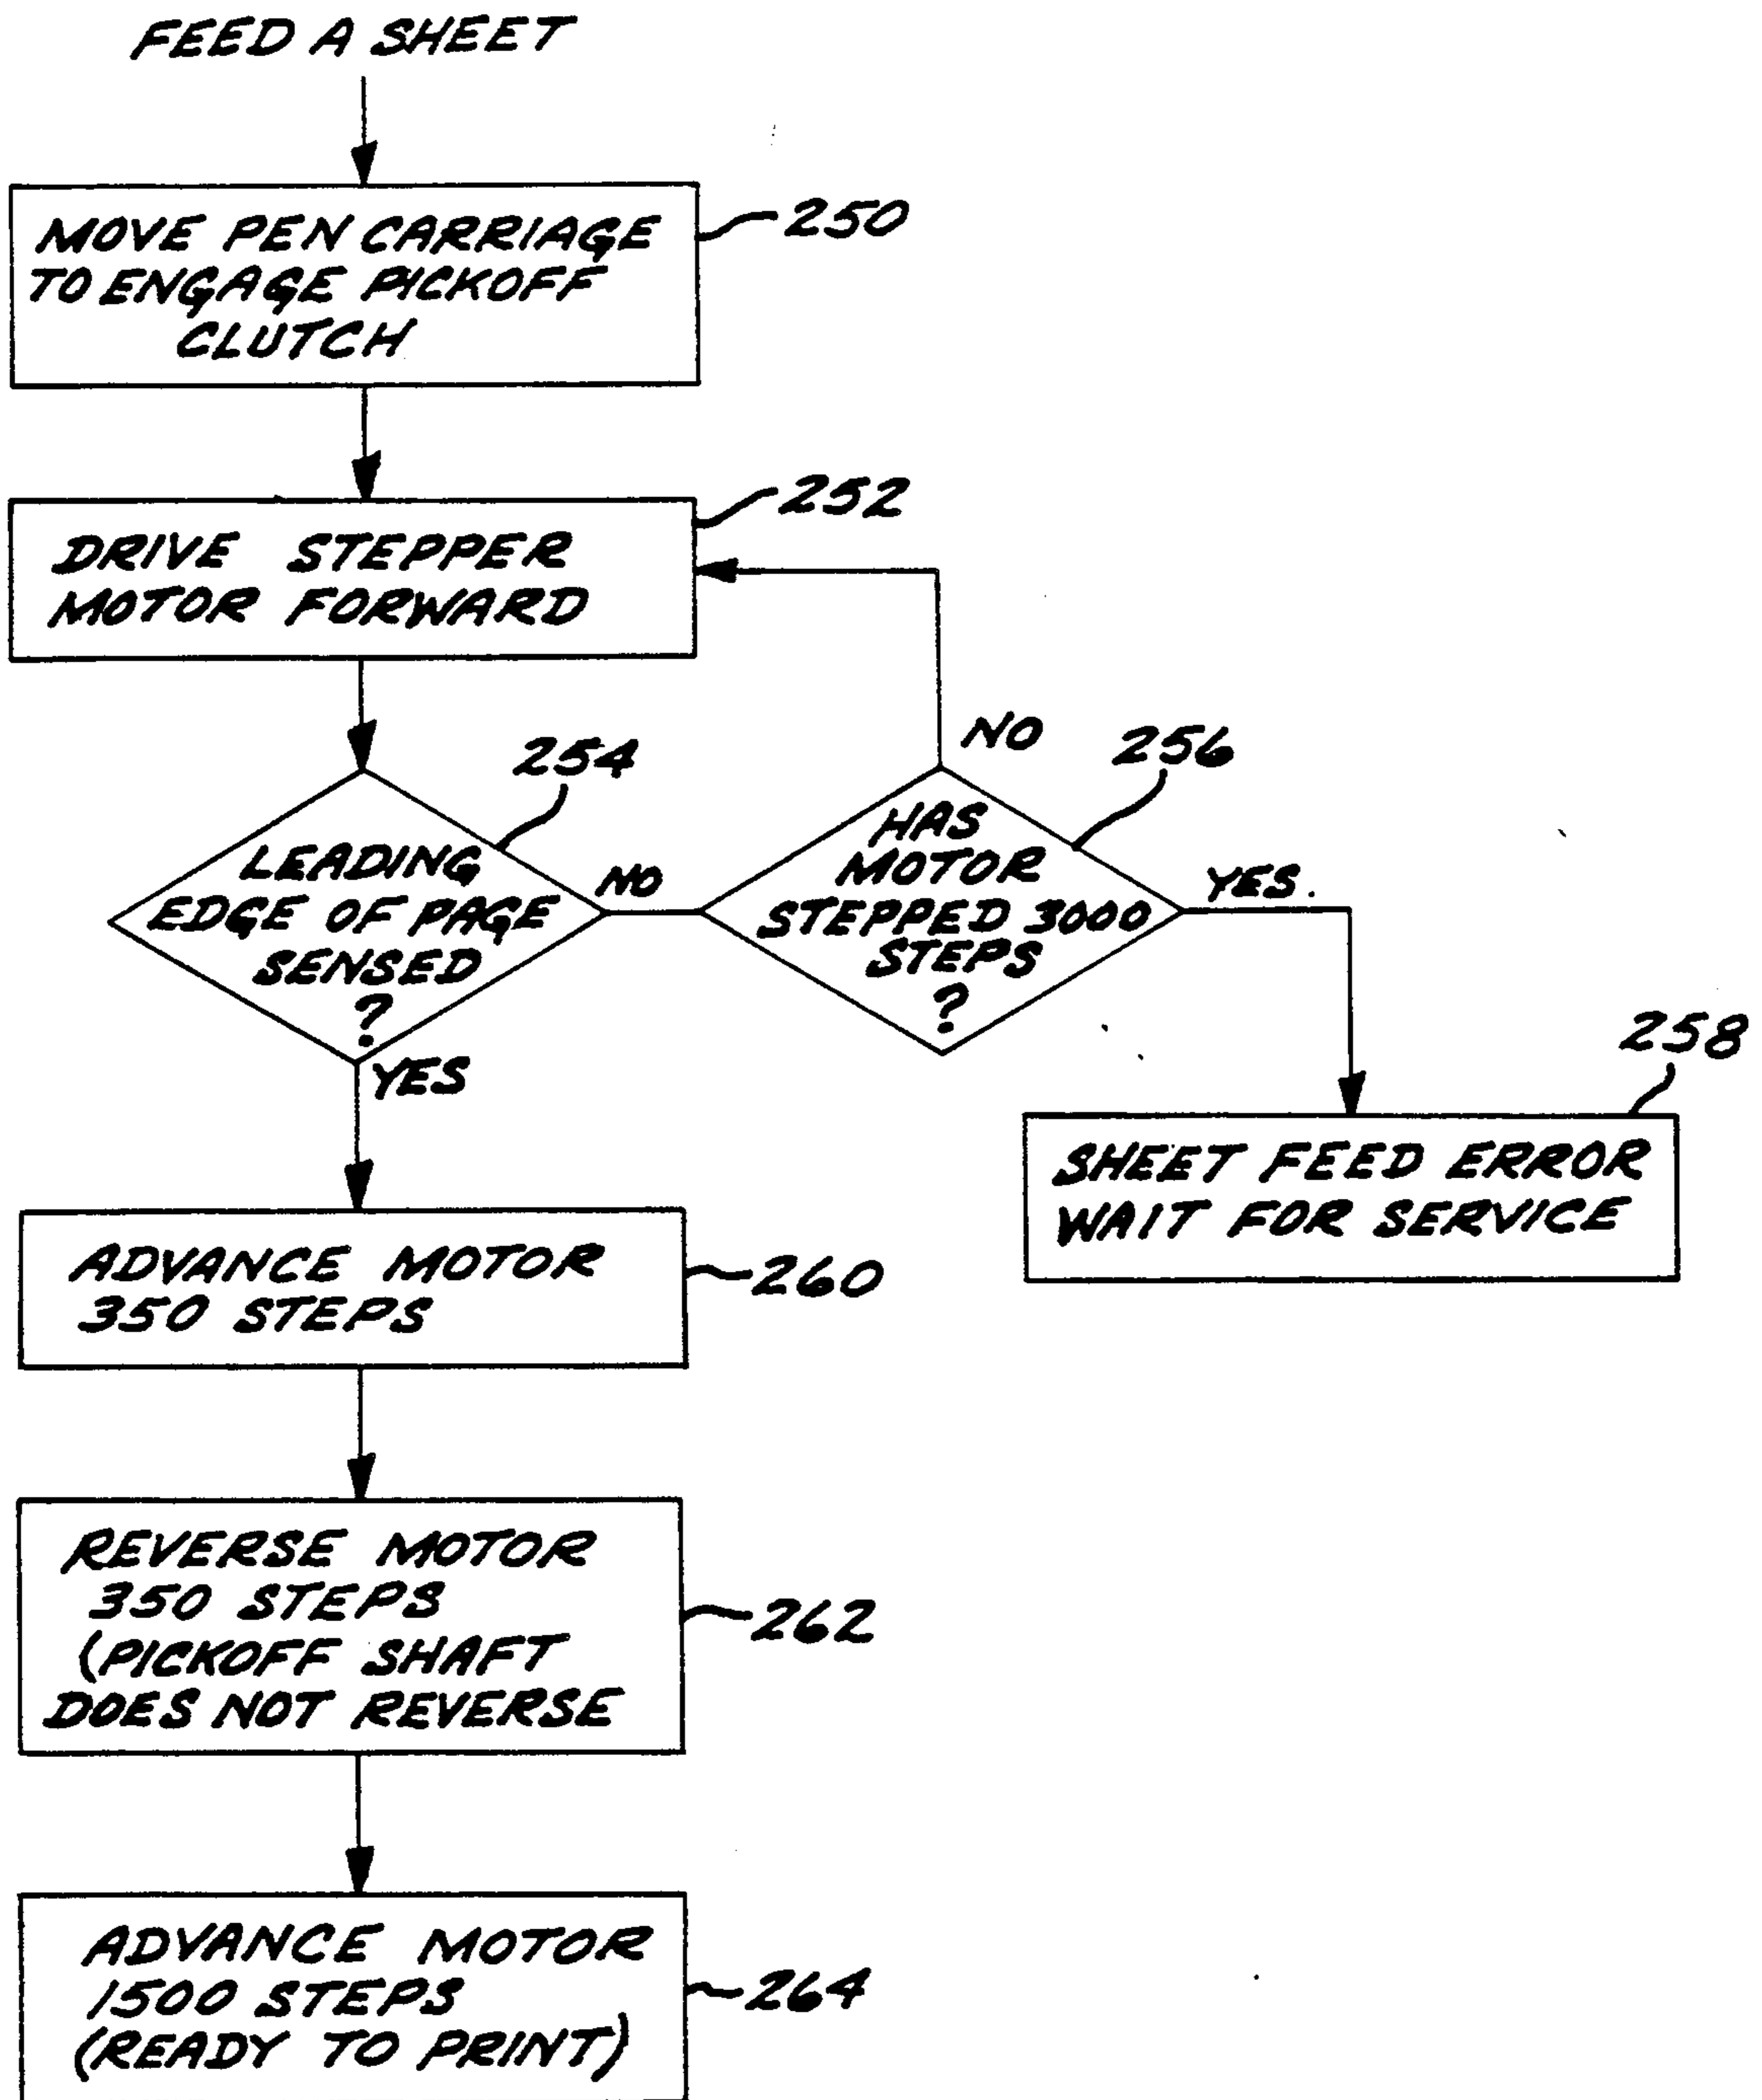 FEED A SHEET
MOVE PEN CARRIAGE
TO ENGAGE PICKOFF
CLUTCH
250
DRIVE STEPPER
MOTOR FORWARD
252
LEADING
EDGE OF PAGE
SENSED
?
254
NO
YES
HAS
MOTOR
STEPPED 3000
STEPS
?
256
NO
YES.
SHEET FEED ERROR
WAIT FOR SERVICE
258
ADVANCE MOTOR
350 STEPS
260
REVERSE MOTOR
350 STEPS
(PICKOFF SHAFT
DOES NOT REVERSE
262
ADVANCE MOTOR
1500 STEPS
(READY TO PRINT)
264